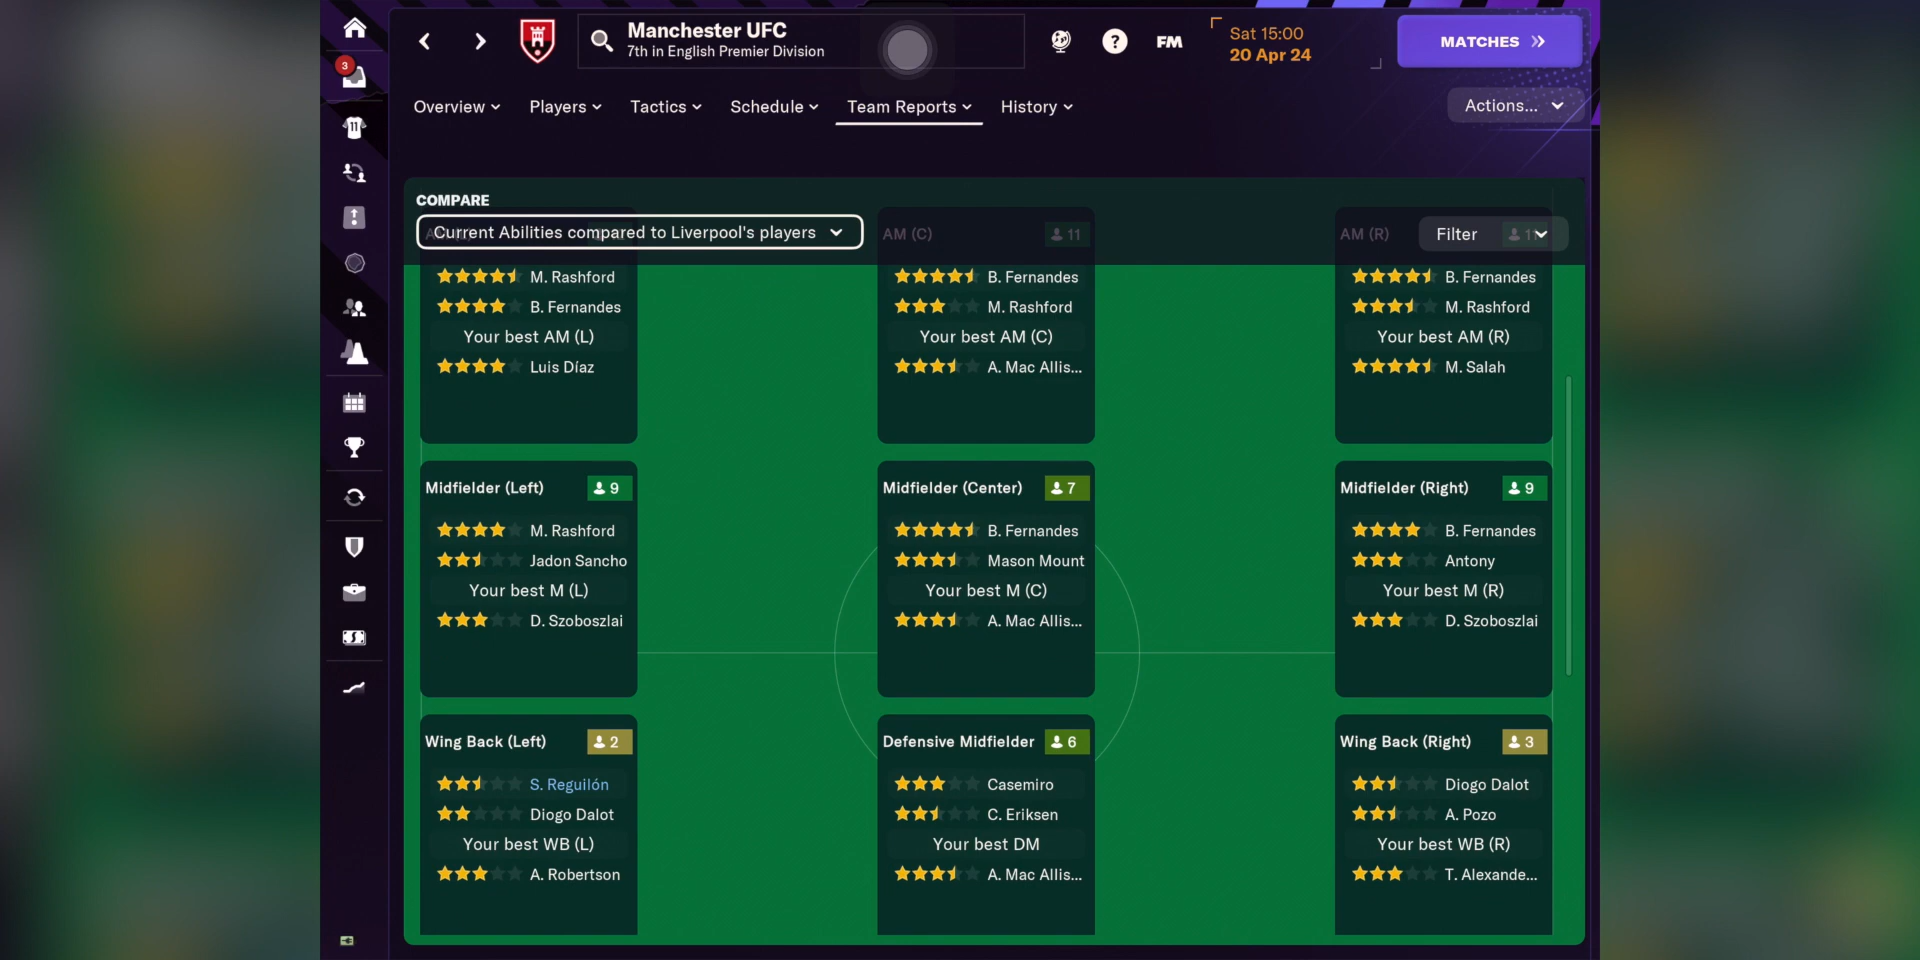 Manchester UFC
7th in English Premier Division
?
FM
Sat 15:00
20 Apr 24
MATCHES
3
11
Overview
Players
Tactics
Schedule
Team Reports
History
Actions...
COMPARE
Current Abilities compared to Liverpool's players
AM (C) 11
AM (R)
Filter
M. Rashford
B. Fernandes
Your best AM (L)
Luis Díaz
B. Fernandes
M. Rashford
Your best AM (C)
A. Mac Allis...
B. Fernandes
M. Rashford
Your best AM (R)
M. Salah
Midfielder (Left) 9
M. Rashford
Jadon Sancho
Your best M (L)
D. Szoboszlai
Midfielder (Center) 7
B. Fernandes
Mason Mount
Your best M (C)
A. Mac Allis...
Midfielder (Right) 9
B. Fernandes
Antony
Your best M (R)
D. Szoboszlai
Wing Back (Left) 2
S. Reguilón
Diogo Dalot
Your best WB (L)
A. Robertson
Defensive Midfielder 6
Casemiro
C. Eriksen
Your best DM
A. Mac Allis...
Wing Back (Right) 3
Diogo Dalot
A. Pozo
Your best WB (R)
T. Alexande...